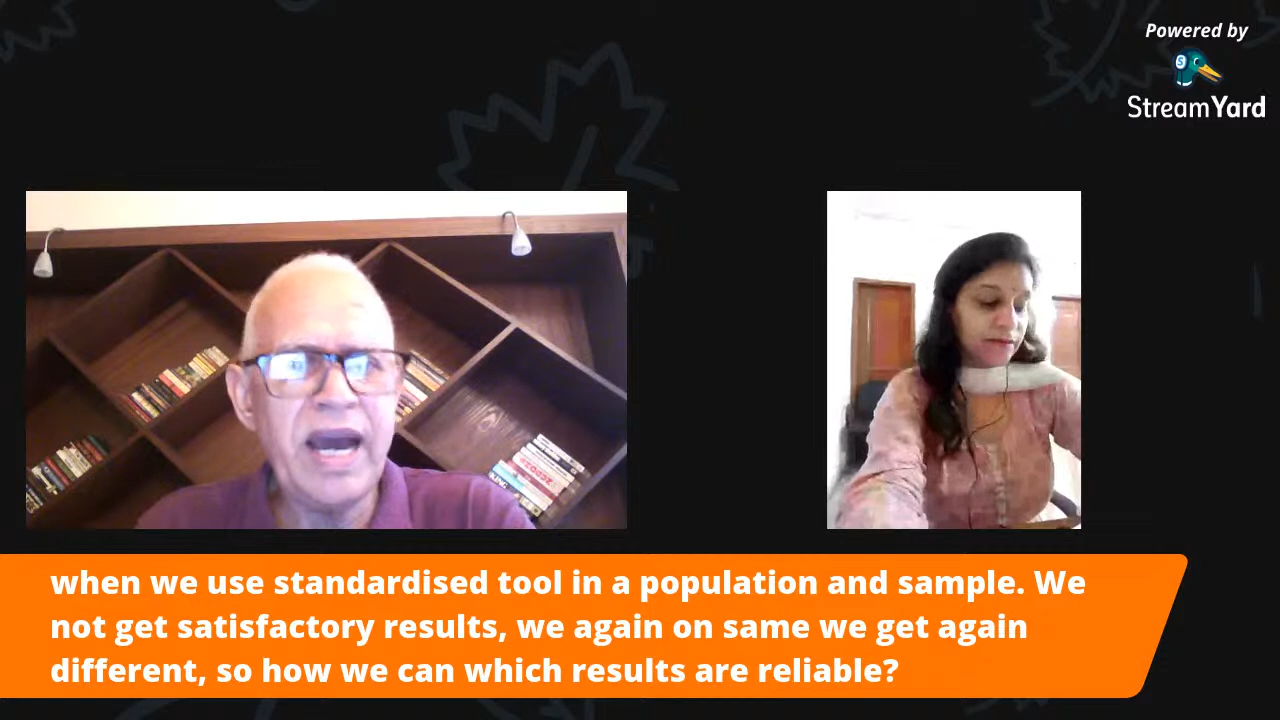 Powered by
StreamYard
when we use standardised tool in a population and sample. We
not get satisfactory results, we again on same we get again
different, so how we can which results are reliable?